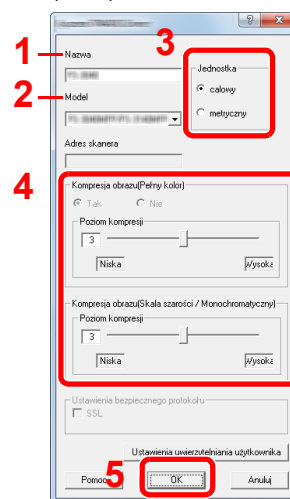 1 Nazwa
3
Jednostka
calowy
metryczny
2 Model
Adres skanera
4
Kompresja obrazu(Pełny kolor)
Tak Nie
Poziom kompresji
3
Niska Wysoka
Kompresja obrazu(Skala szarości / Monochromatyczny)
Poziom kompresji
3
Niska Wysoka
Ustawienia bezpiecznego protokołu
SSL
Ustawienia uwierzytelniania użytkownika
5
Pomoc OK Anuluj